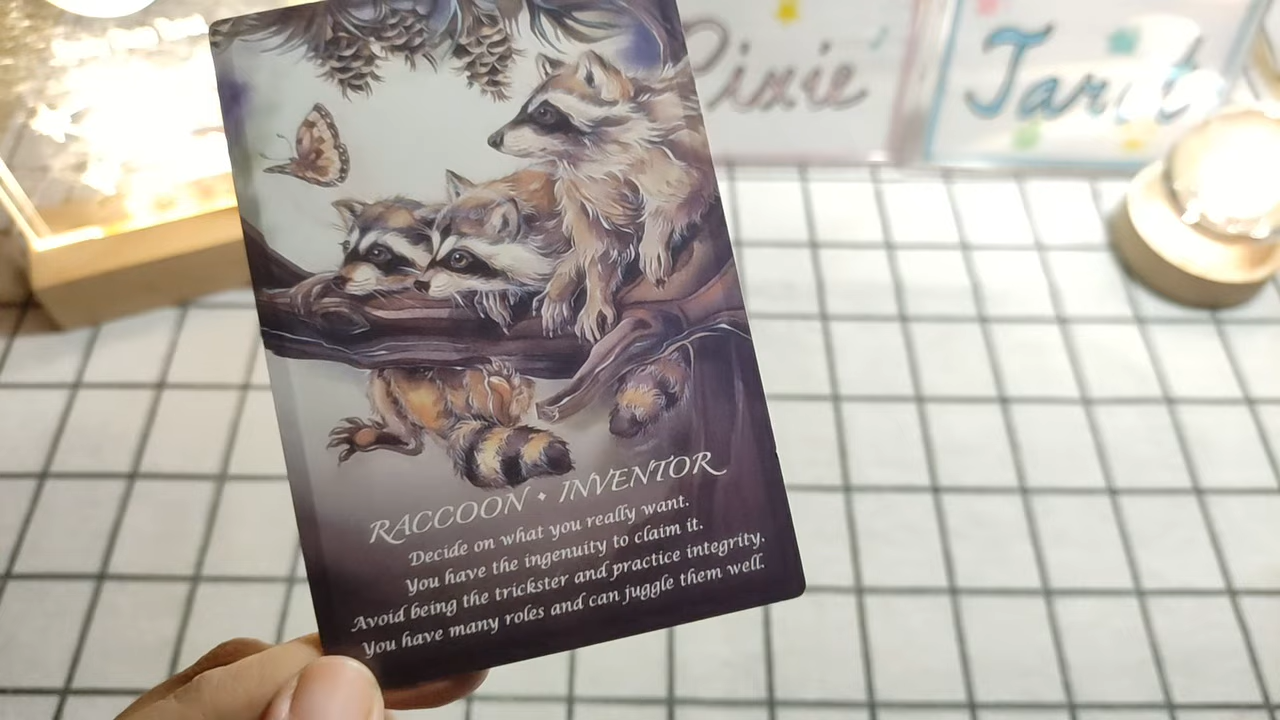 Pixie
Tarot
RACCOON • INVENTOR
Decide on what you really want.
You have the ingenuity to claim it.
Avoid being the trickster and practice integrity.
You have many roles and can juggle them well.